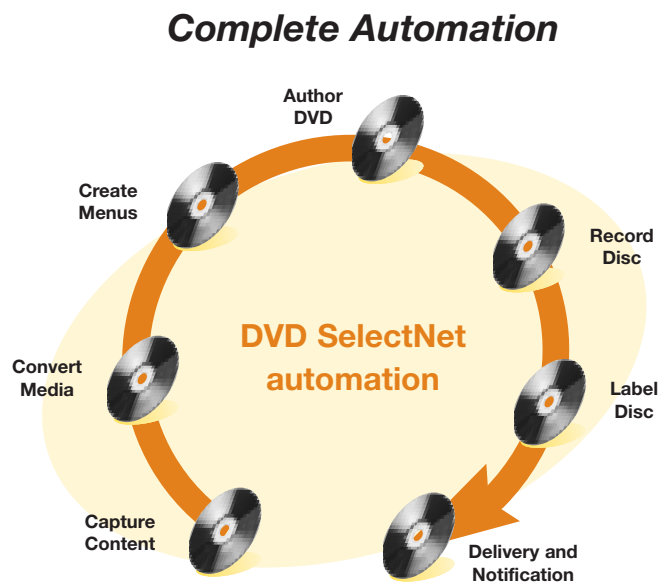 Complete Automation
Author
DVD
Create
Menus
Record
Disc
DVD SelectNet
automation
Convert
Media
Label
Disc
Capture
Content
Delivery and
Notification